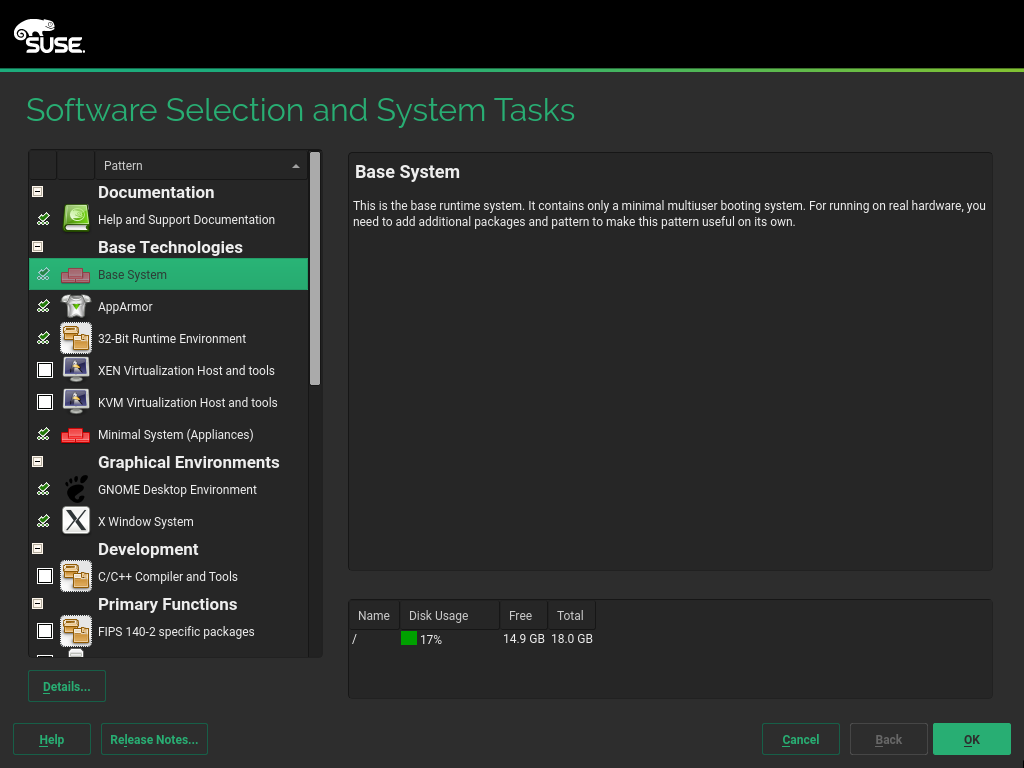 SUSE
Software Selection and System Tasks
Pattern
Documentation
Help and Support Documentation
Base Technologies
Base System
AppArmor
32-Bit Runtime Environment
XEN Virtualization Host and tools
KVM Virtualization Host and tools
Minimal System (Appliances)
Graphical Environments
GNOME Desktop Environment
X Window System
Development
C/C++ Compiler and Tools
Primary Functions
FIPS 140-2 specific packages
Details...
Base System
This is the base runtime system. It contains only a minimal multiuser booting system. For running on real hardware, you
need to add additional packages and pattern to make this pattern useful on its own.
Name Disk Usage Free Total
/ 17% 14.9 GB 18.0 GB
Help Release Notes... Cancel Back OK